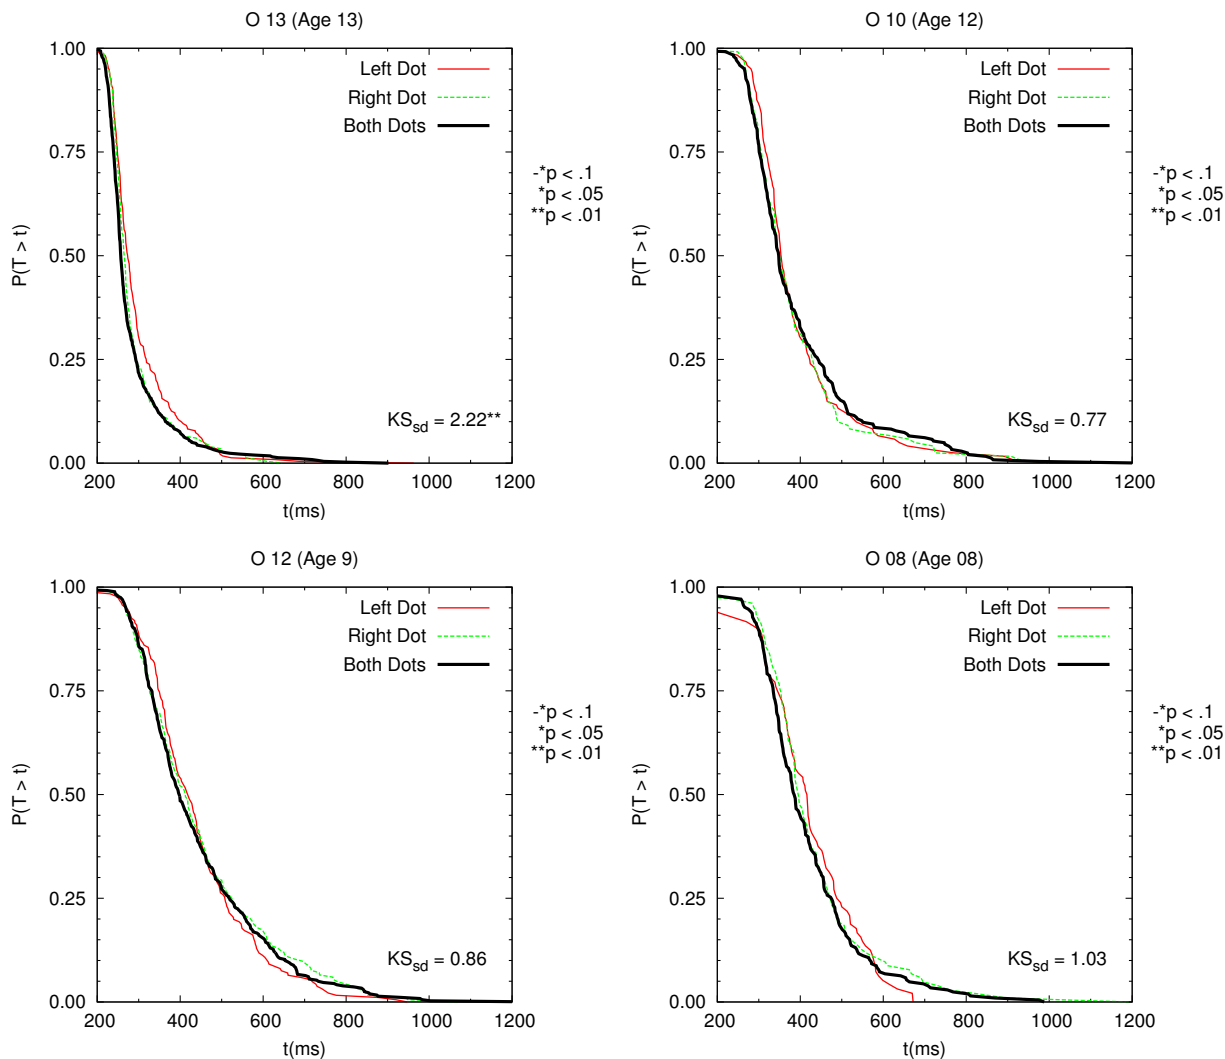 O 13 (Age 13)
1.00
0.75
0.50
0.25
0.00
P(T > t)
Left Dot
Right Dot
Both Dots
-*p < .1
*p < .05
**p < .01
KSsd = 2.22**
200 400 600 800 1000 1200
t(ms)
O 10 (Age 12)
1.00
0.75
0.50
0.25
0.00
P(T > t)
Left Dot
Right Dot
Both Dots
-*p < .1
*p < .05
**p < .01
KSsd = 0.77
200 400 600 800 1000 1200
t(ms)
O 12 (Age 9)
1.00
0.75
0.50
0.25
0.00
P(T > t)
Left Dot
Right Dot
Both Dots
-*p < .1
*p < .05
**p < .01
KSsd = 0.86
200 400 600 800 1000 1200
t(ms)
O 08 (Age 08)
1.00
0.75
0.50
0.25
0.00
P(T > t)
Left Dot
Right Dot
Both Dots
-*p < .1
*p < .05
**p < .01
KSsd = 1.03
200 400 600 800 1000 1200
t(ms)